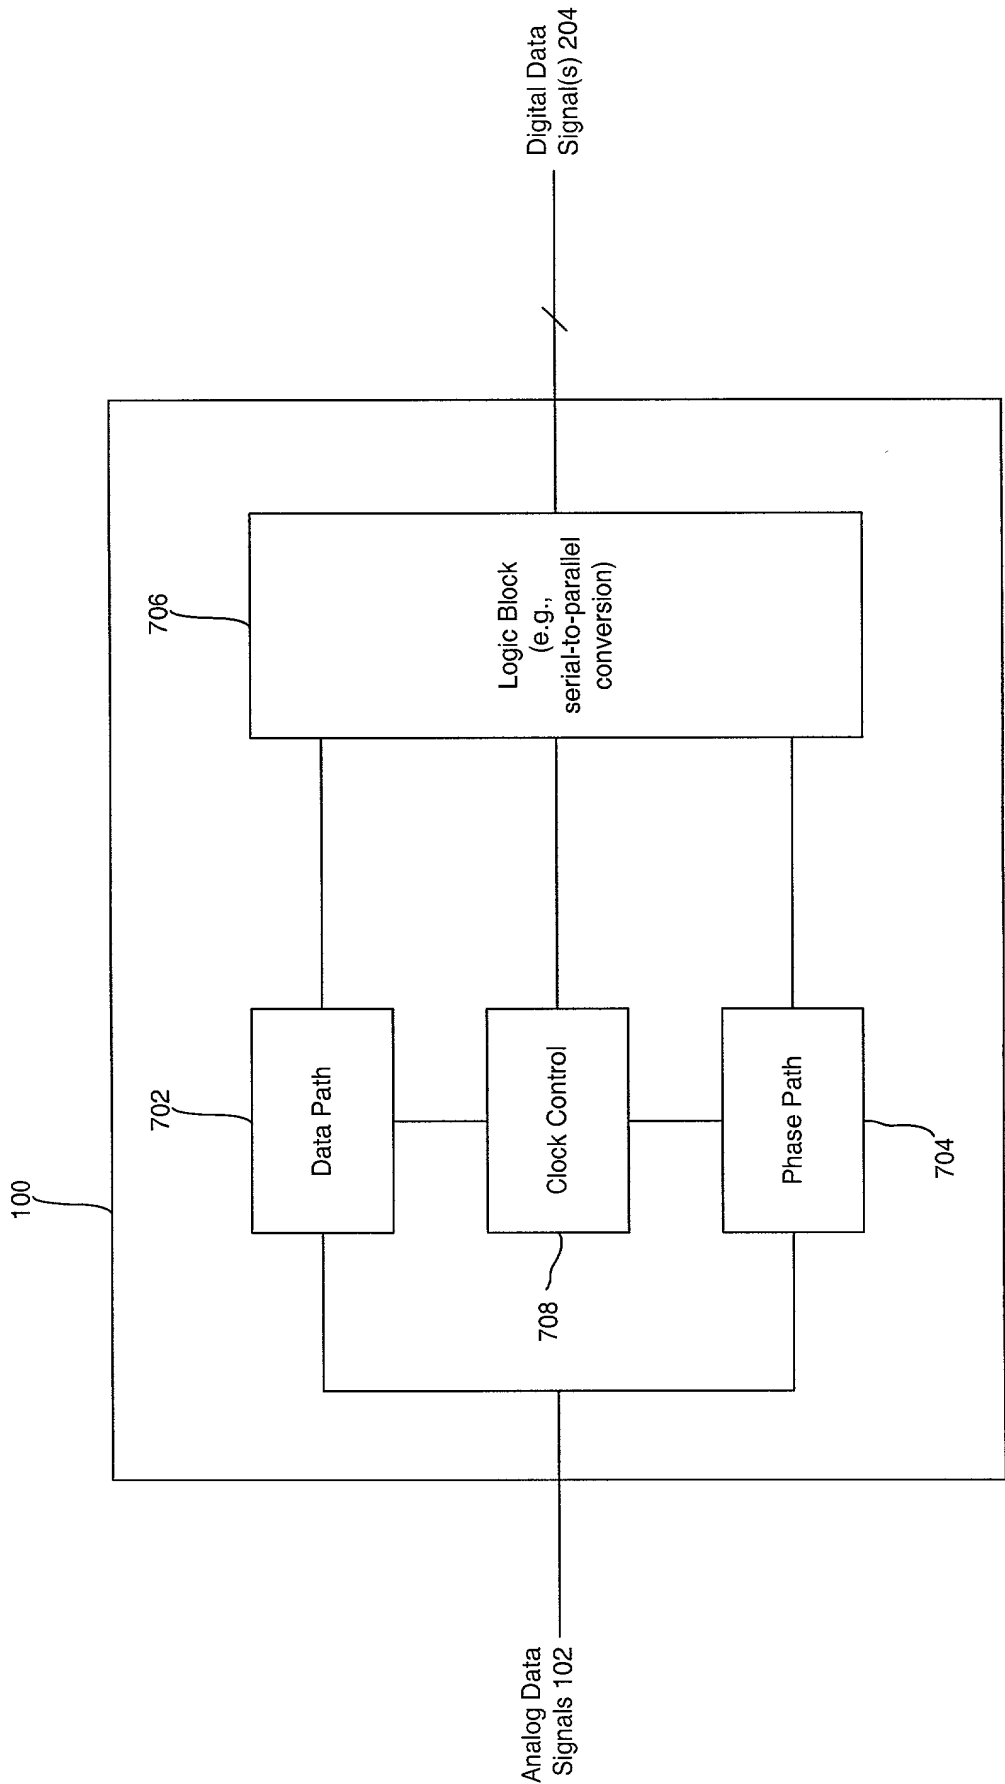 100
702
706
Data Path
Logic Block
(e.g.,
serial-to-parallel
conversion)
Analog Data
Signals 102
Clock Control
Digital Data
Signal(s) 204
708
Phase Path
704